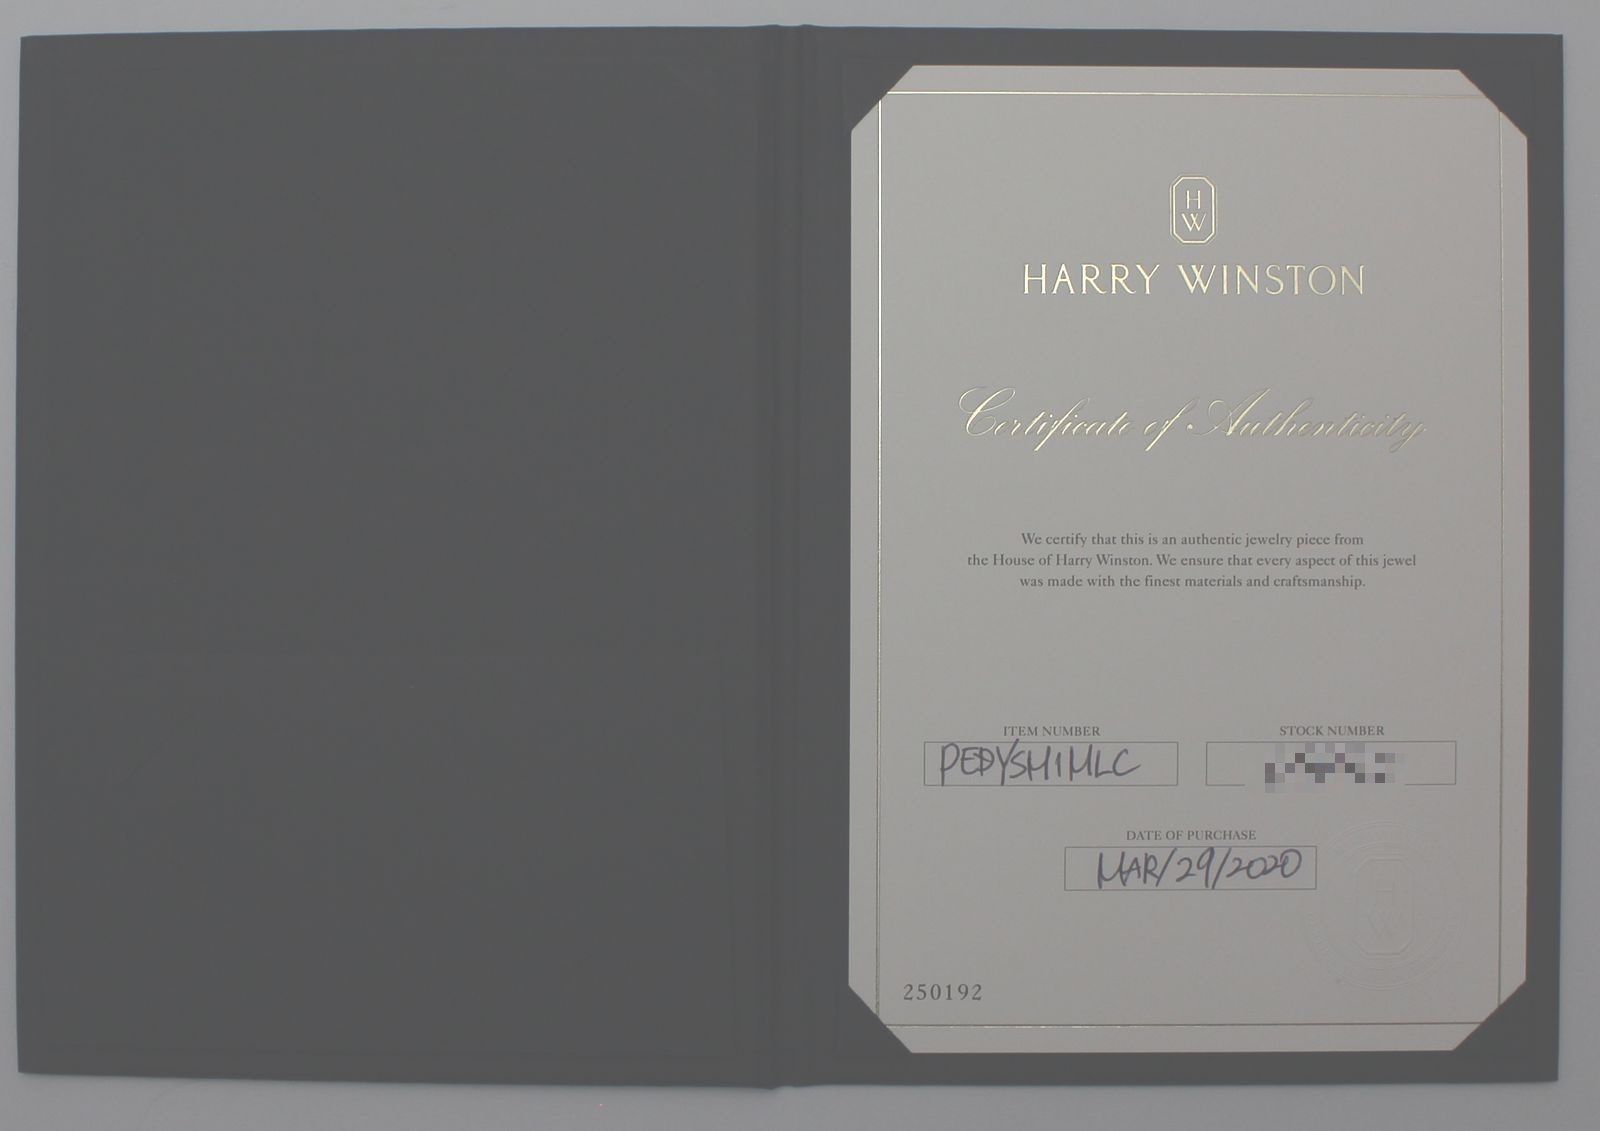 H
W
HARRY WINSTON
Certificate of Authenticity
We certify that this is an authentic jewelry piece from
the House of Harry Winston. We ensure that every aspect of this jewel
was made with the finest materials and craftsmanship.
ITEM NUMBER
PEDYSM1MLC
STOCK NUMBER
DATE OF PURCHASE
MAR/29/2020
H
W
250192